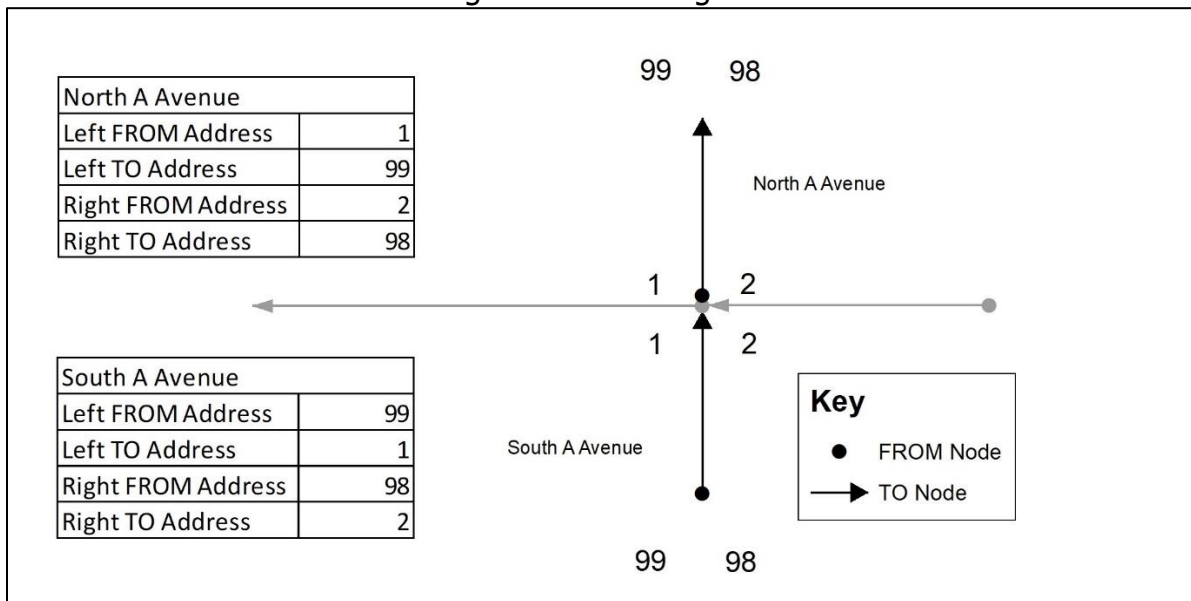 99 98
North A Avenue
Left FROM Address 1
Left TO Address 99
Right FROM Address 2
Right TO Address 98
North A Avenue
1 2
1 2
South A Avenue
Left FROM Address 99
Left TO Address 1
Right FROM Address 98
Right TO Address 2
South A Avenue
Key
FROM Node
TO Node
99 98